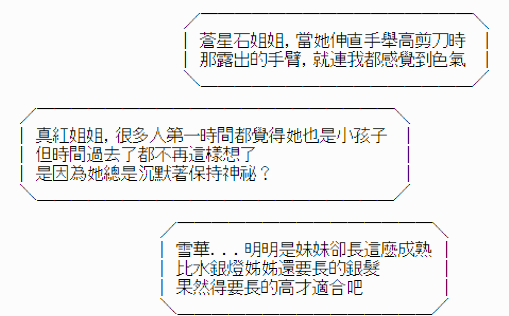 蒼星石姐姐，當她伸直手舉高剪刀時
那露出的手臂，就連我都感覺到色氣
真紅姐姐，很多人第一時間都覺得她也是小孩子
但時間過去了都不再這樣想了
是因為她總是沉默著保持神祕？
雪華...明明是妹妹卻長這麼成熟
比水銀燈姊姊還要長的銀髮
果然得要長的高才適合吧